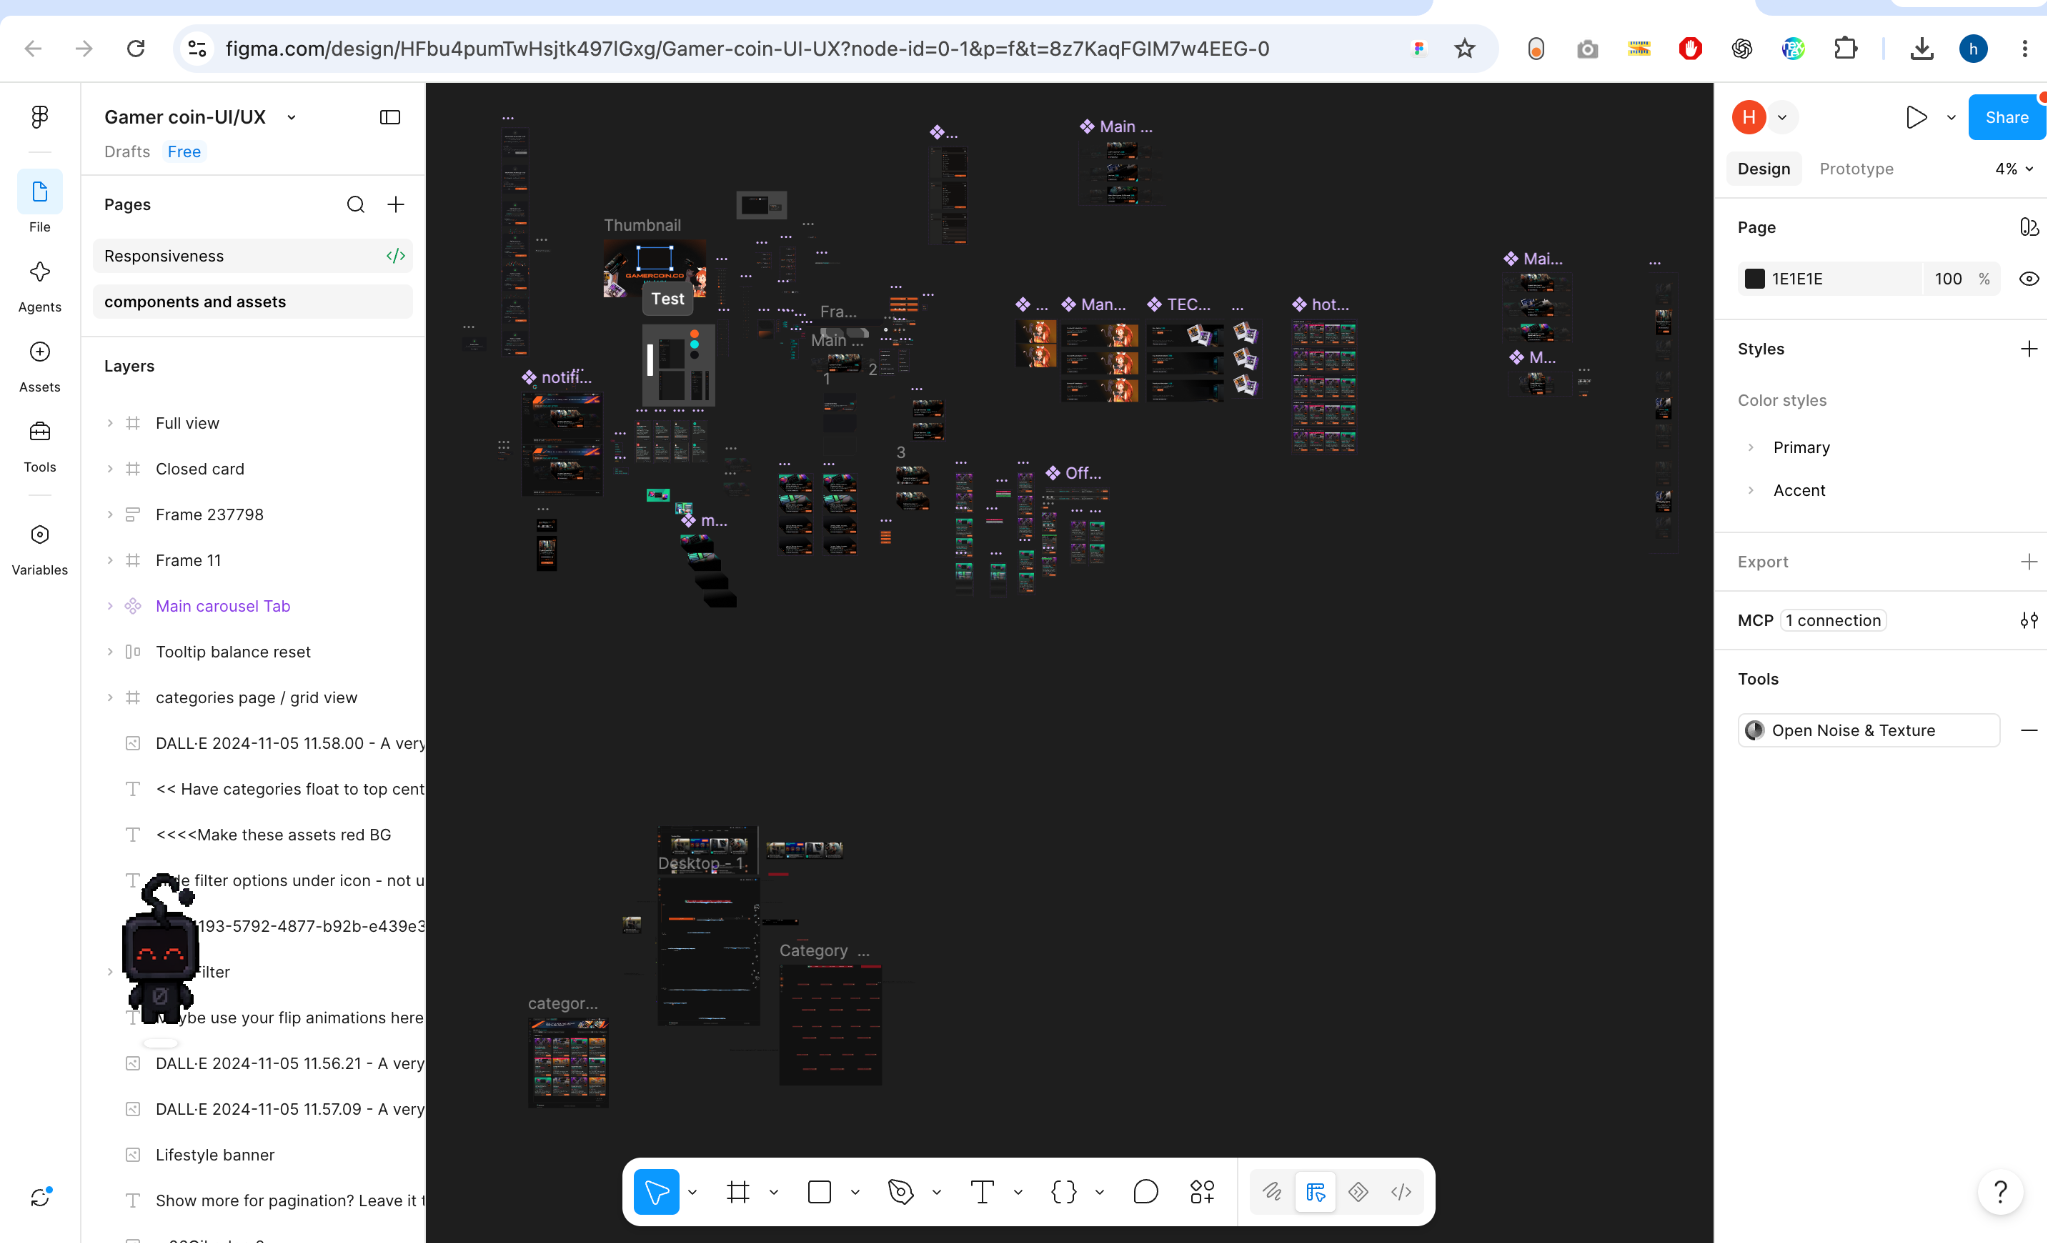 figma.com/design/HFbu4pumTwHsjtk497lGxg/Gamer-coin-UI-UX?node-id=0-1&p=f&t=8z7KaqFGIM7w4EEG-0
h
Gamer coin-UI/UX
Drafts Free
File
Agents
Assets
Tools
Variables
Pages
Responsiveness
components and assets
Layers
Full view
Closed card
Frame 237798
Frame 11
Main carousel Tab
Tooltip balance reset
categories page / grid view
DALL·E 2024-11-05 11.58.00 - A very
<< Have categories float to top cent
<<<<Make these assets red BG
filter options under icon - not u
193-5792-4877-b92b-e439e3
ybe use your flip animations here
DALL·E 2024-11-05 11.56.21 - A very
DALL·E 2024-11-05 11.57.09 - A very
Lifestyle banner
Show more for pagination? Leave it t
Thumbnail
GAMERCOIN.CO
Test
...
Main ...
Fra...
Main ...
1
2
3
notifi...
m...
...
Man...
TEC...
...
hot...
Off...
Mai...
M...
Desktop - 1
Category ...
categor...
H
Share
Design Prototype 4%
Page
1E1E1E 100 %
Styles
Color styles
Primary
Accent
Export
MCP 1 connection
Tools
Open Noise & Texture
?